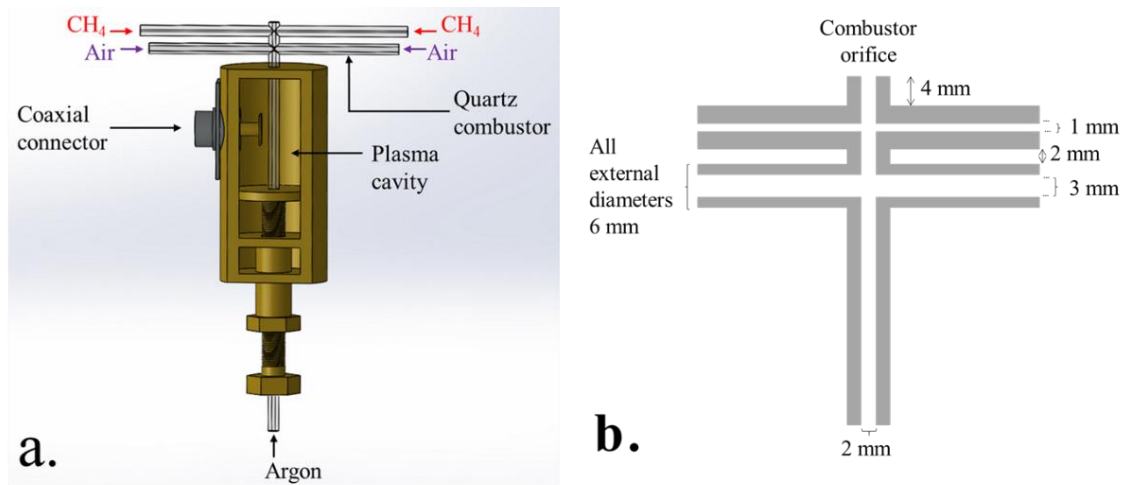 CH₄
CH₄
Air
Air
Coaxial
connector
Quartz
combustor
Plasma
cavity
Argon
a.
Combustor
orifice
4 mm
1 mm
2 mm
3 mm
All
external
diameters
6 mm
2 mm
b.